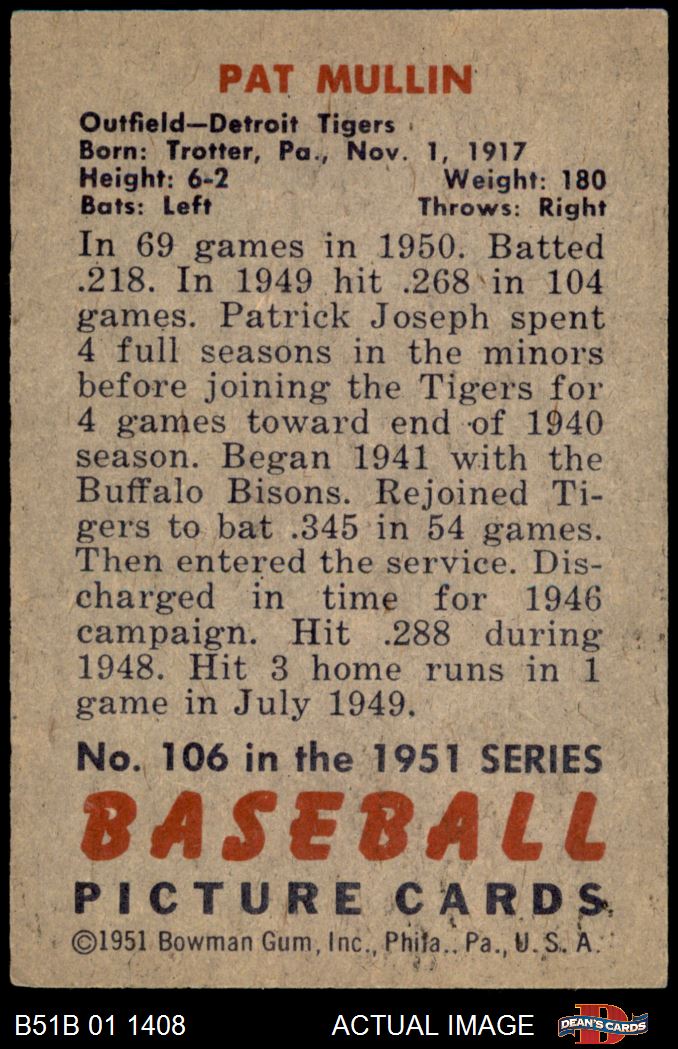 PAT MULLIN
Outfield—Detroit Tigers
Born: Trotter, Pa., Nov. 1, 1917
Height: 6-2 Weight: 180
Bats: Left Throws: Right
In 69 games in 1950. Batted
.218. In 1949 hit .268 in 104
games. Patrick Joseph spent
4 full seasons in the minors
before joining the Tigers for
4 games toward end of 1940
season. Began 1941 with the
Buffalo Bisons. Rejoined Ti-
gers to bat .345 in 54 games.
Then entered the service. Dis-
charged in time for 1946
campaign. Hit .288 during
1948. Hit 3 home runs in 1
game in July 1949.
No. 106 in the 1951 SERIES
BASEBALL
PICTURE CARDS
©1951 Bowman Gum, Inc., Phila., Pa., U. S. A.
B51B 01 1408 ACTUAL IMAGE D DEAN'S CARDS